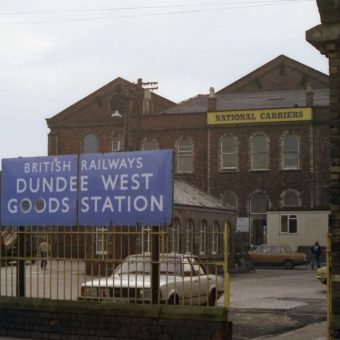 NATIONAL CARRIERS
BRITISH RAILWAYS
DUNDEE WEST
GOODS STATION